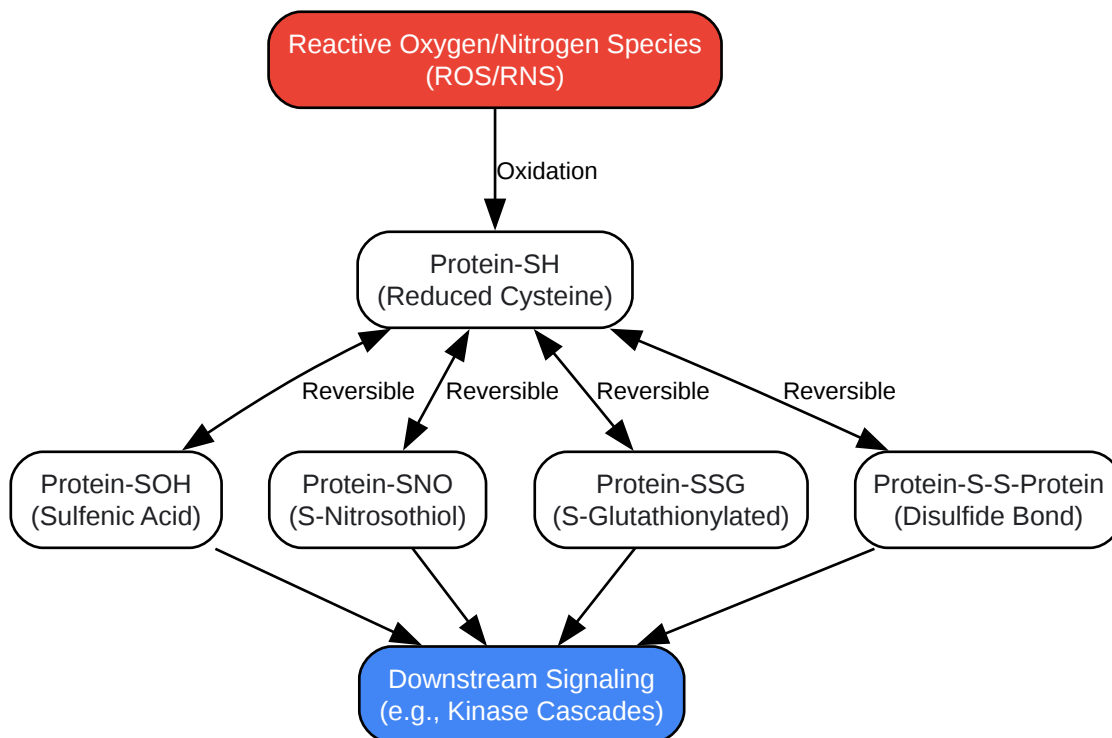 Reactive Oxygen/Nitrogen Species
(ROS/RNS)
Oxidation
Protein-SH
(Reduced Cysteine)
Reversible
Reversible
Reversible
Reversible
Protein-SOH
(Sulfenic Acid)
Protein-SNO
(S-Nitrosothiol)
Protein-SSG
(S-Glutathionylated)
Protein-S-S-Protein
(Disulfide Bond)
Downstream Signaling
(e.g., Kinase Cascades)